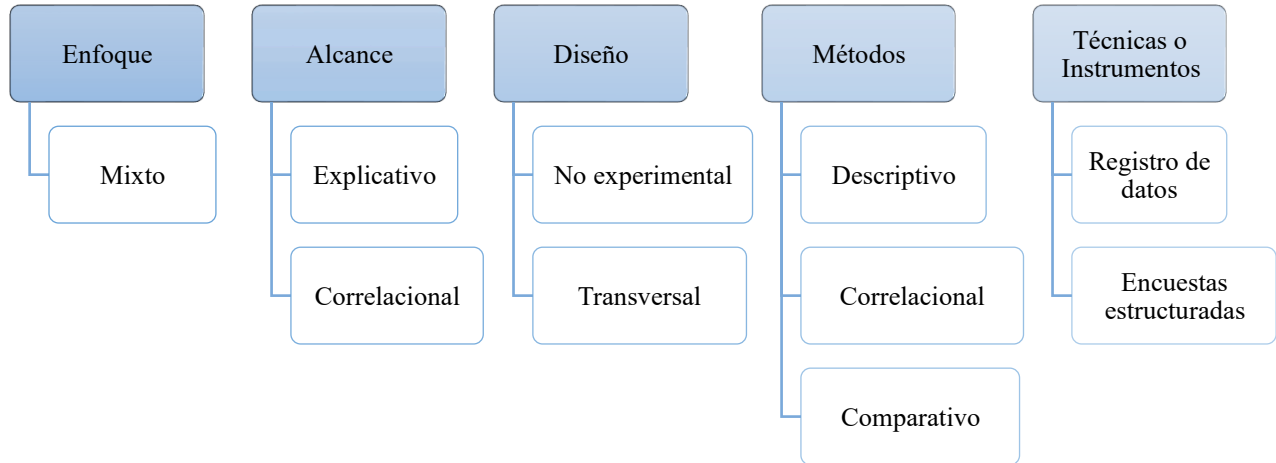 Enfoque
Mixto
Alcance
Explicativo
Correlacional
Diseño
No experimental
Transversal
Métodos
Descriptivo
Correlacional
Comparativo
Técnicas o
Instrumentos
Registro de
datos
Encuestas
estructuradas